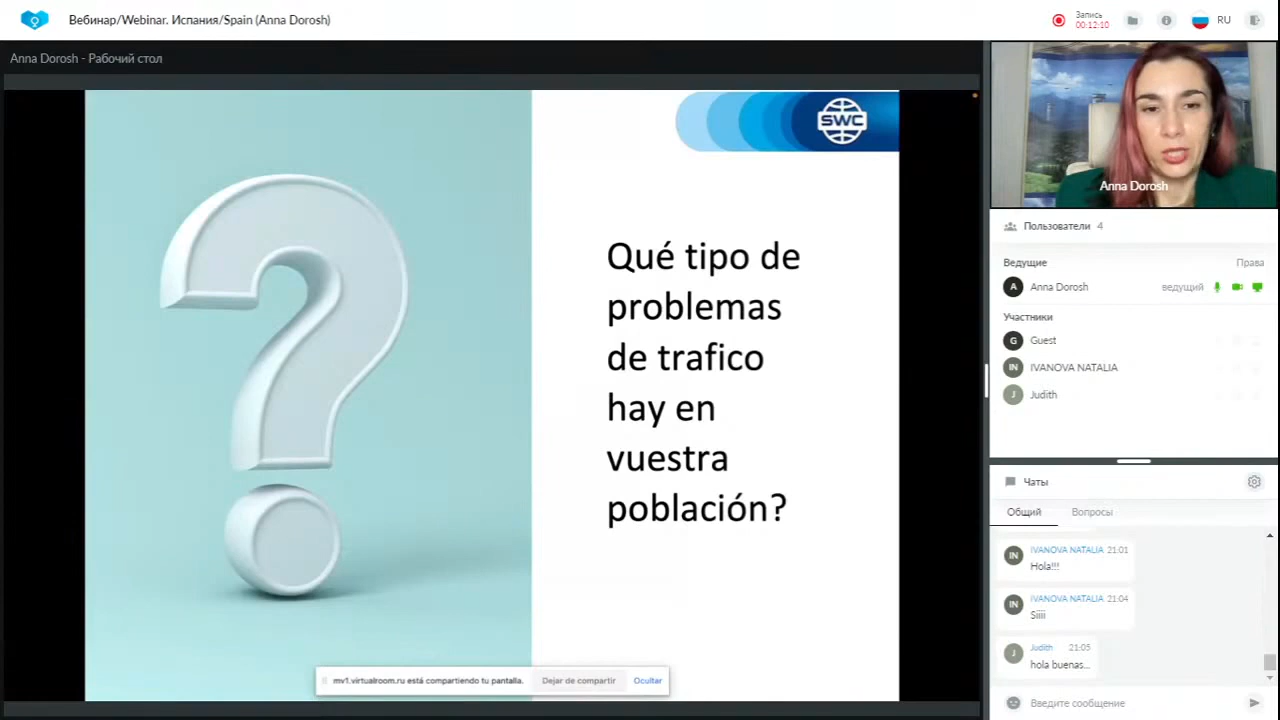 Вебинар/Webinar. Испания/Spain (Anna Dorosh)
Запись
00:12:10
RU
Anna Dorosh - Рабочий стол
SWC
Qué tipo de
problemas
de trafico
hay en
vuestra
población?
mv1.virtualroom.ru está compartiendo tu pantalla.
Dejar de compartir
Ocultar
Anna Dorosh
Пользователи 4
Ведущие Права
A Anna Dorosh ведущий
Участники
G Guest
IN IVANOVA NATALIA
J Judith
Чаты
Общий Вопросы
IN IVANOVA NATALIA 21:01
Hola!!!
IN IVANOVA NATALIA 21:04
Siiii
J Judith 21:05
hola buenas...
Введите сообщение